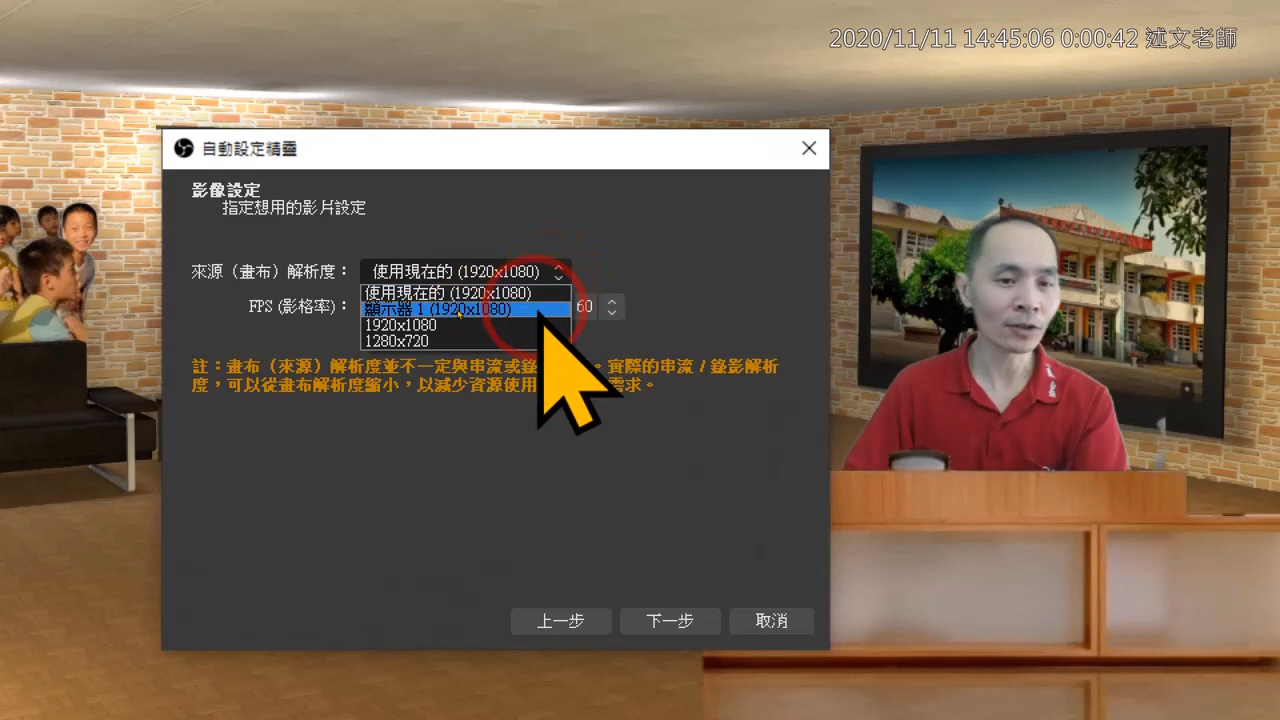 2020/11/11 14:45:06 0:00:42 述文老師
自動設定精靈
影像設定
指定想用的影片設定
來源（畫布）解析度： 使用現在的 (1920x1080)
使用現在的 (1920x1080)
FPS (影格率)： 60
顯示器 1 (1920x1080)
1920x1080
1280x720
註：畫布（來源）解析度並不一定與串流或錄 。實際的串流 / 錄影解析
度，可以從畫布解析度縮小，以減少資源使用 需求。
上一步 下一步 取消